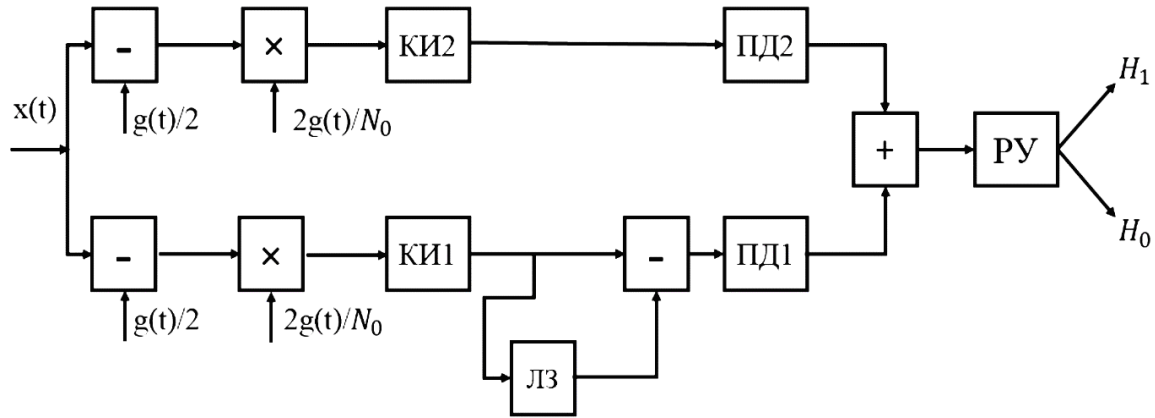 - × КИ2 ПД2
g(t)/2 2g(t)/N₀
x(t)
+ РУ
H₁
H₀
- × КИ1 - ПД1
g(t)/2 2g(t)/N₀
ЛЗ